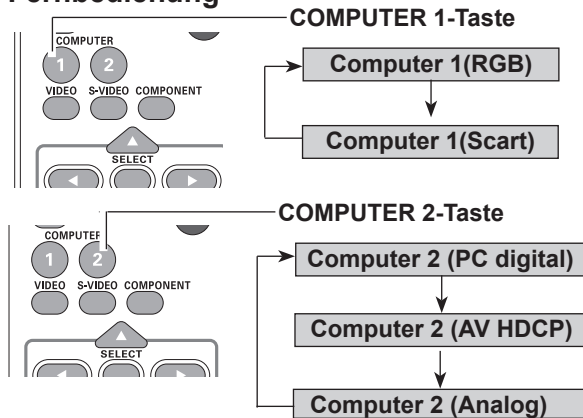 COMPUTER 1-Taste
COMPUTER
1 2
VIDEO S-VIDEO COMPONENT
SELECT
Computer 1(RGB)
Computer 1(Scart)
COMPUTER 2-Taste
COMPUTER
1 2
VIDEO S-VIDEO COMPONENT
SELECT
Computer 2 (PC digital)
Computer 2 (AV HDCP)
Computer 2 (Analog)